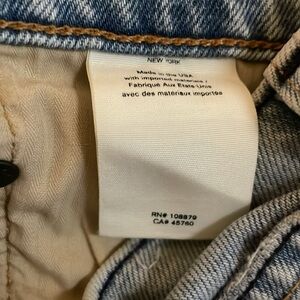 NEW YORK
Made in the USA
with imported materials /
Fabriqué Aux Etats-Unis
avec des matériaux importés
RN# 108879
CA# 45760